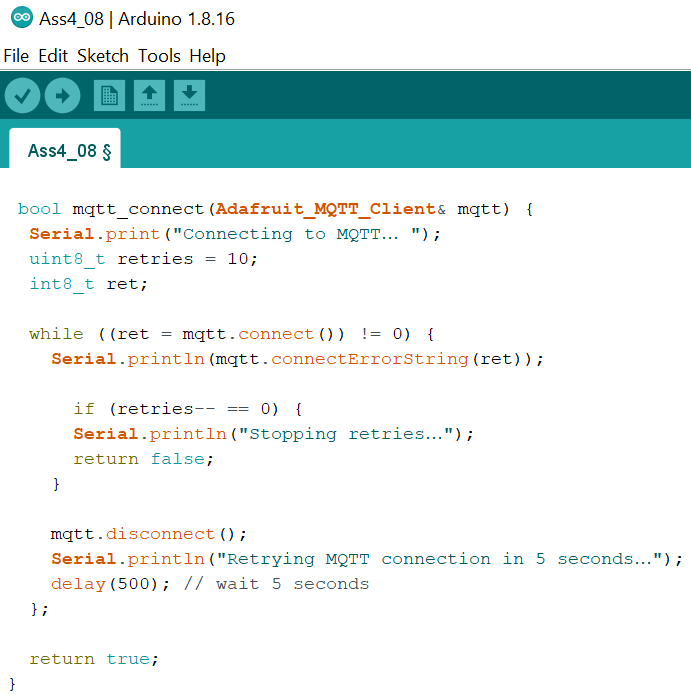 Ass4_08 | Arduino 1.8.16
File Edit Sketch Tools Help
Ass4_08 §
bool mqtt_connect(Adafruit_MQTT_Client& mqtt) {
Serial.print("Connecting to MQTT… ");
uint8_t retries = 10;
int8_t ret;
while ((ret = mqtt.connect()) != 0) {
Serial.println(mqtt.connectErrorString(ret));
if (retries-- == 0) {
Serial.println("Stopping retries…");
return false;
}
mqtt.disconnect();
Serial.println("Retrying MQTT connection in 5 seconds…");
delay(500); // wait 5 seconds
};
return true;
}